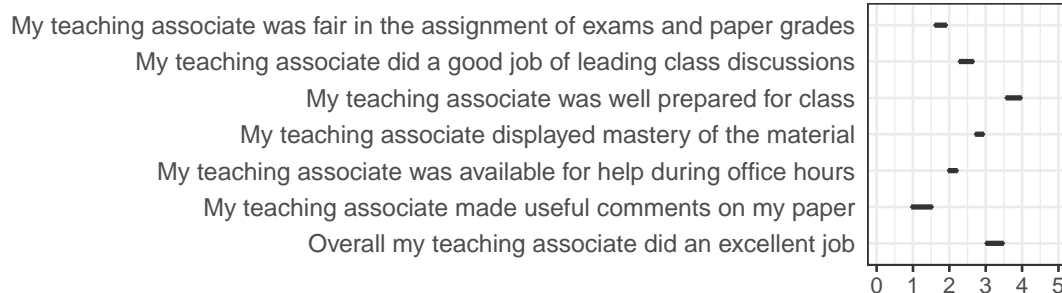 My teaching associate was fair in the assignment of exams and paper grades
My teaching associate did a good job of leading class discussions
My teaching associate was well prepared for class
My teaching associate displayed mastery of the material
My teaching associate was available for help during office hours
My teaching associate made useful comments on my paper
Overall my teaching associate did an excellent job
0 1 2 3 4 5